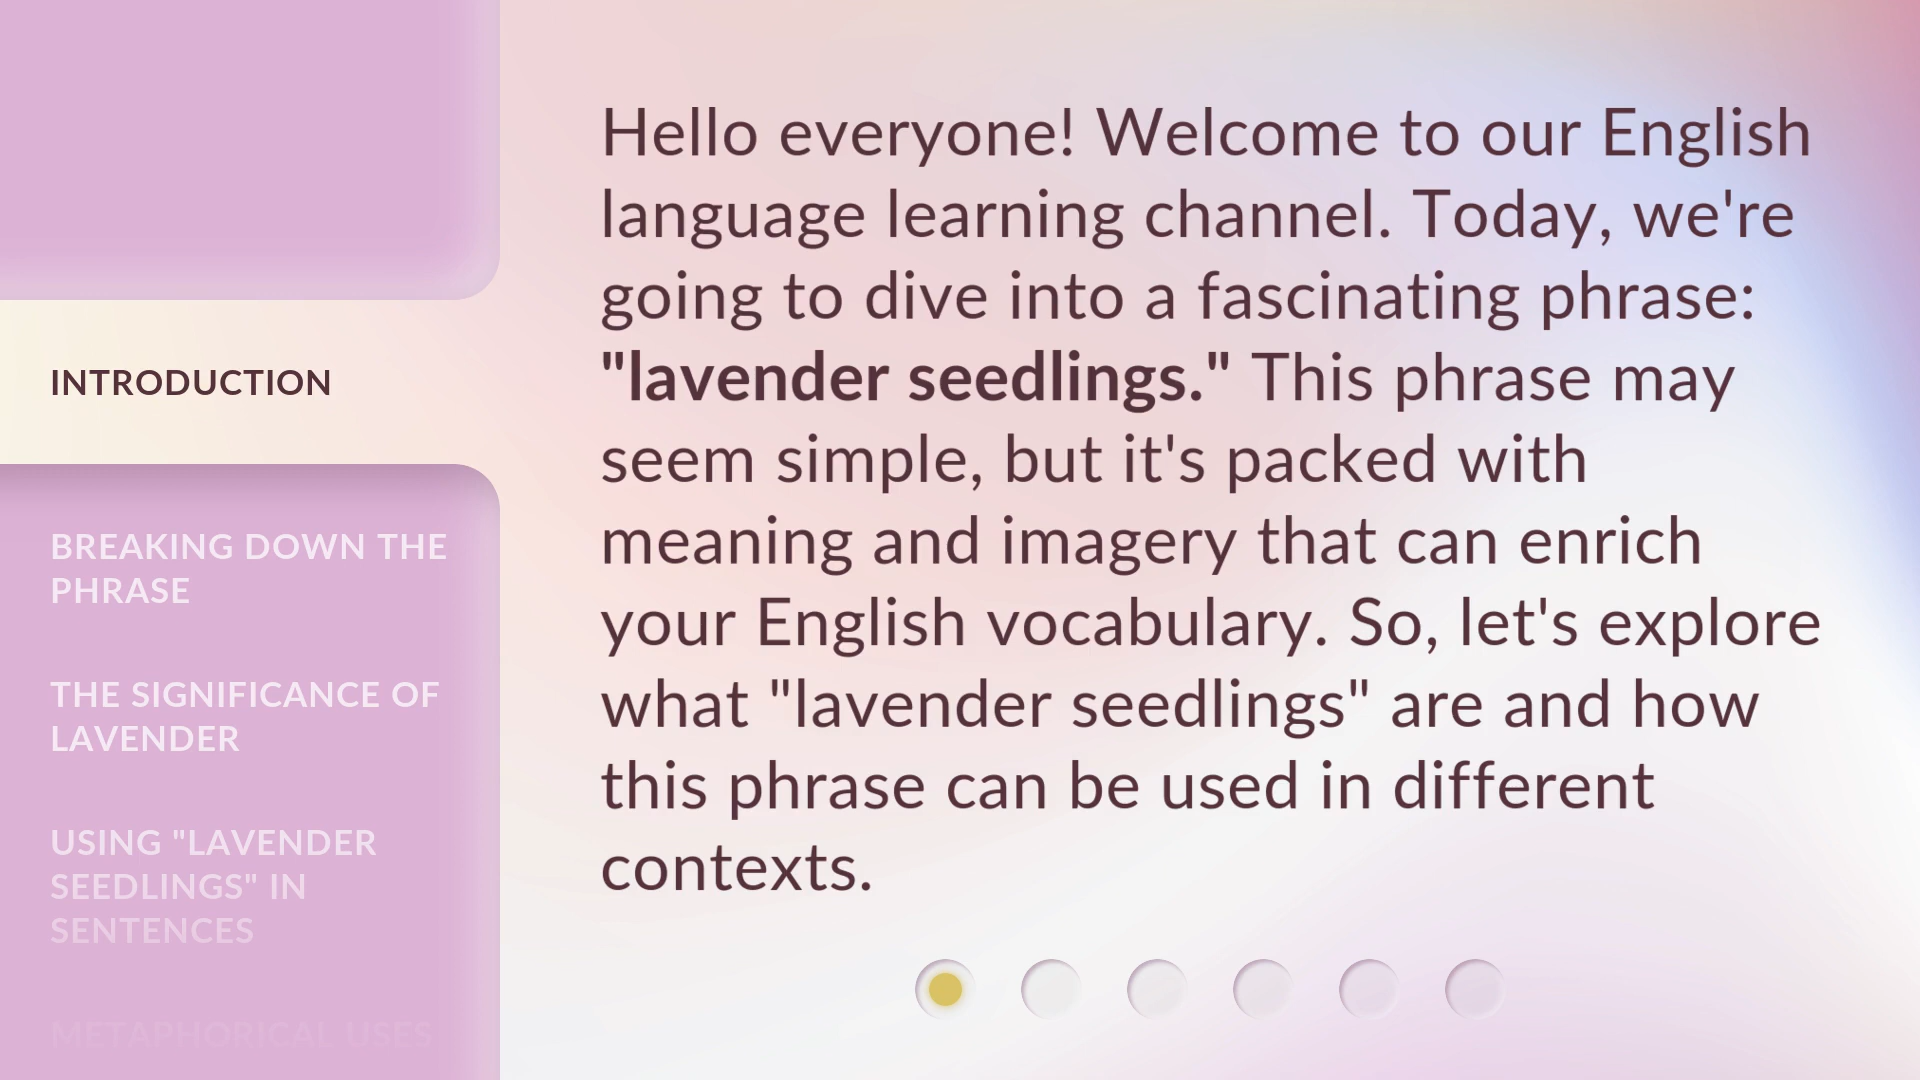 INTRODUCTION
BREAKING DOWN THE
PHRASE
THE SIGNIFICANCE OF
LAVENDER
USING "LAVENDER
SEEDLINGS" IN
SENTENCES
METAPHORICAL USES
Hello everyone! Welcome to our English
language learning channel. Today, we're
going to dive into a fascinating phrase:
"lavender seedlings." This phrase may
seem simple, but it's packed with
meaning and imagery that can enrich
your English vocabulary. So, let's explore
what "lavender seedlings" are and how
this phrase can be used in different
contexts.